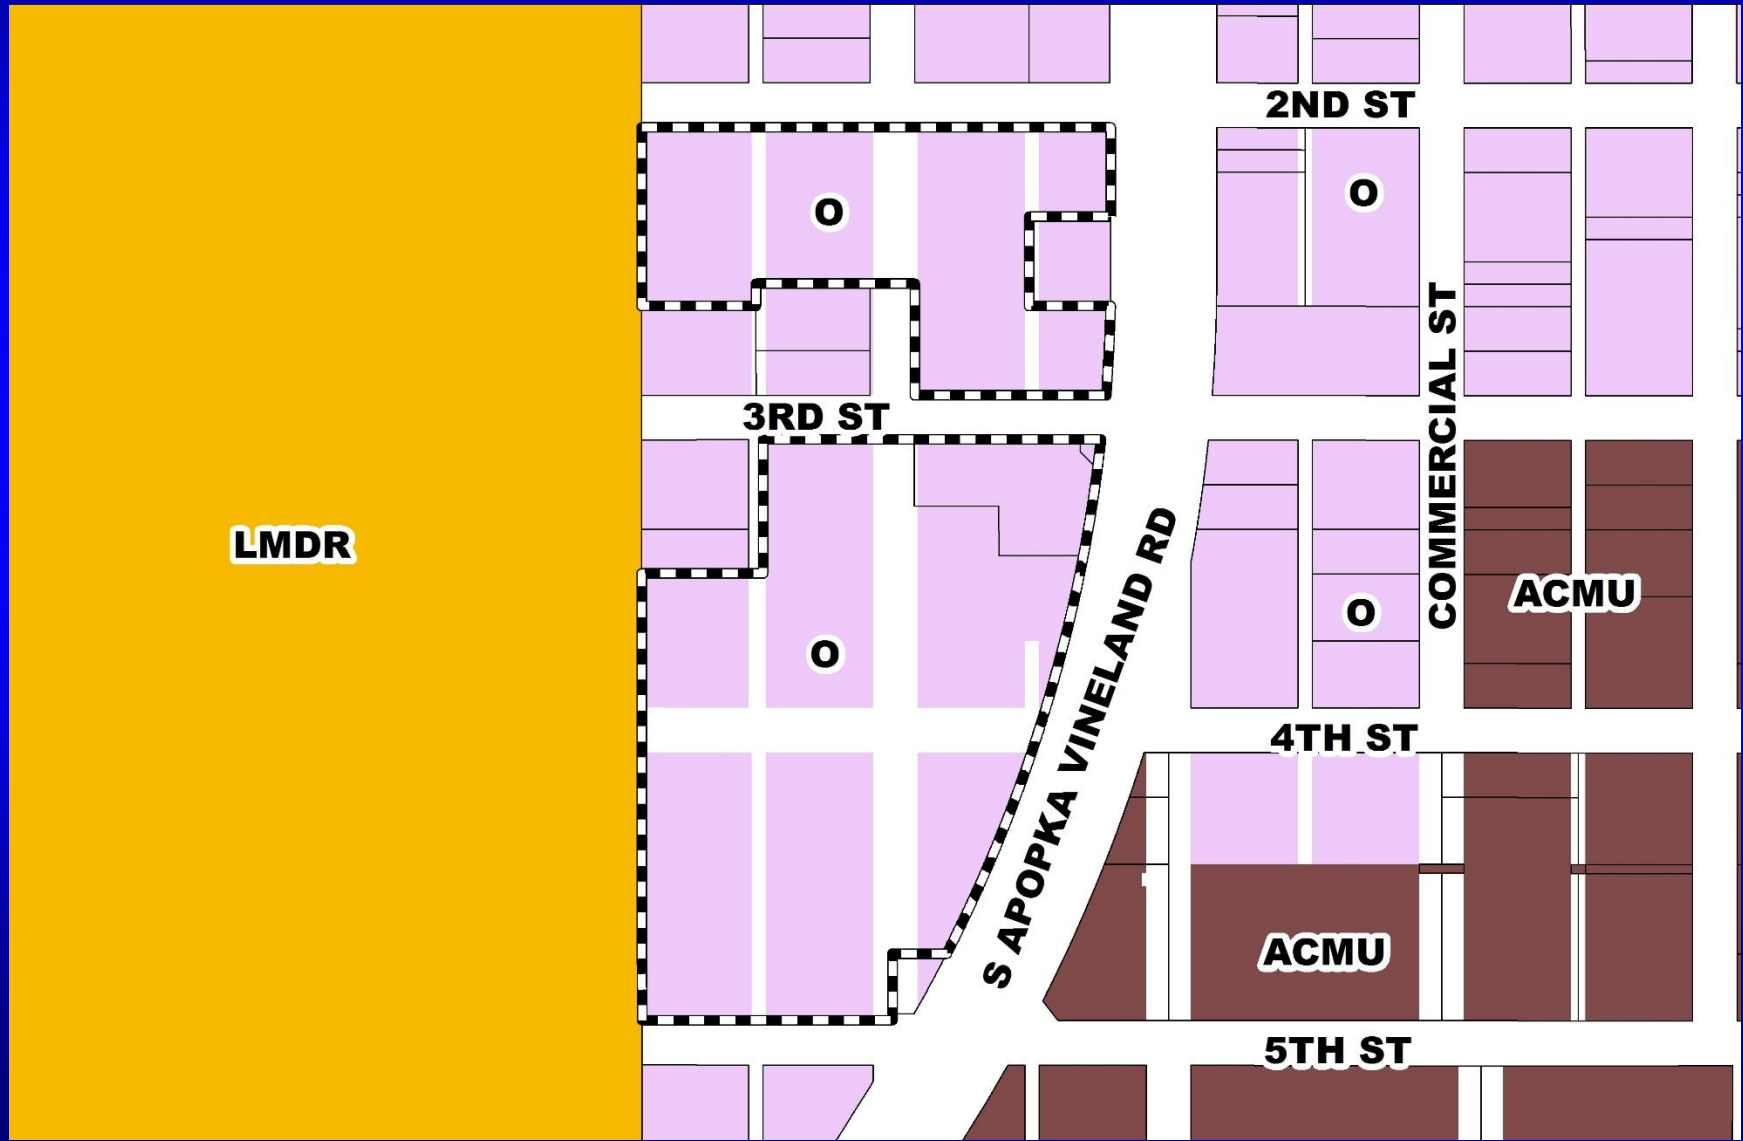 2ND ST
O
O
COMMERCIAL ST
3RD ST
LMDR
ACMU
O
O
S APOPKA VINELAND RD
4TH ST
ACMU
5TH ST